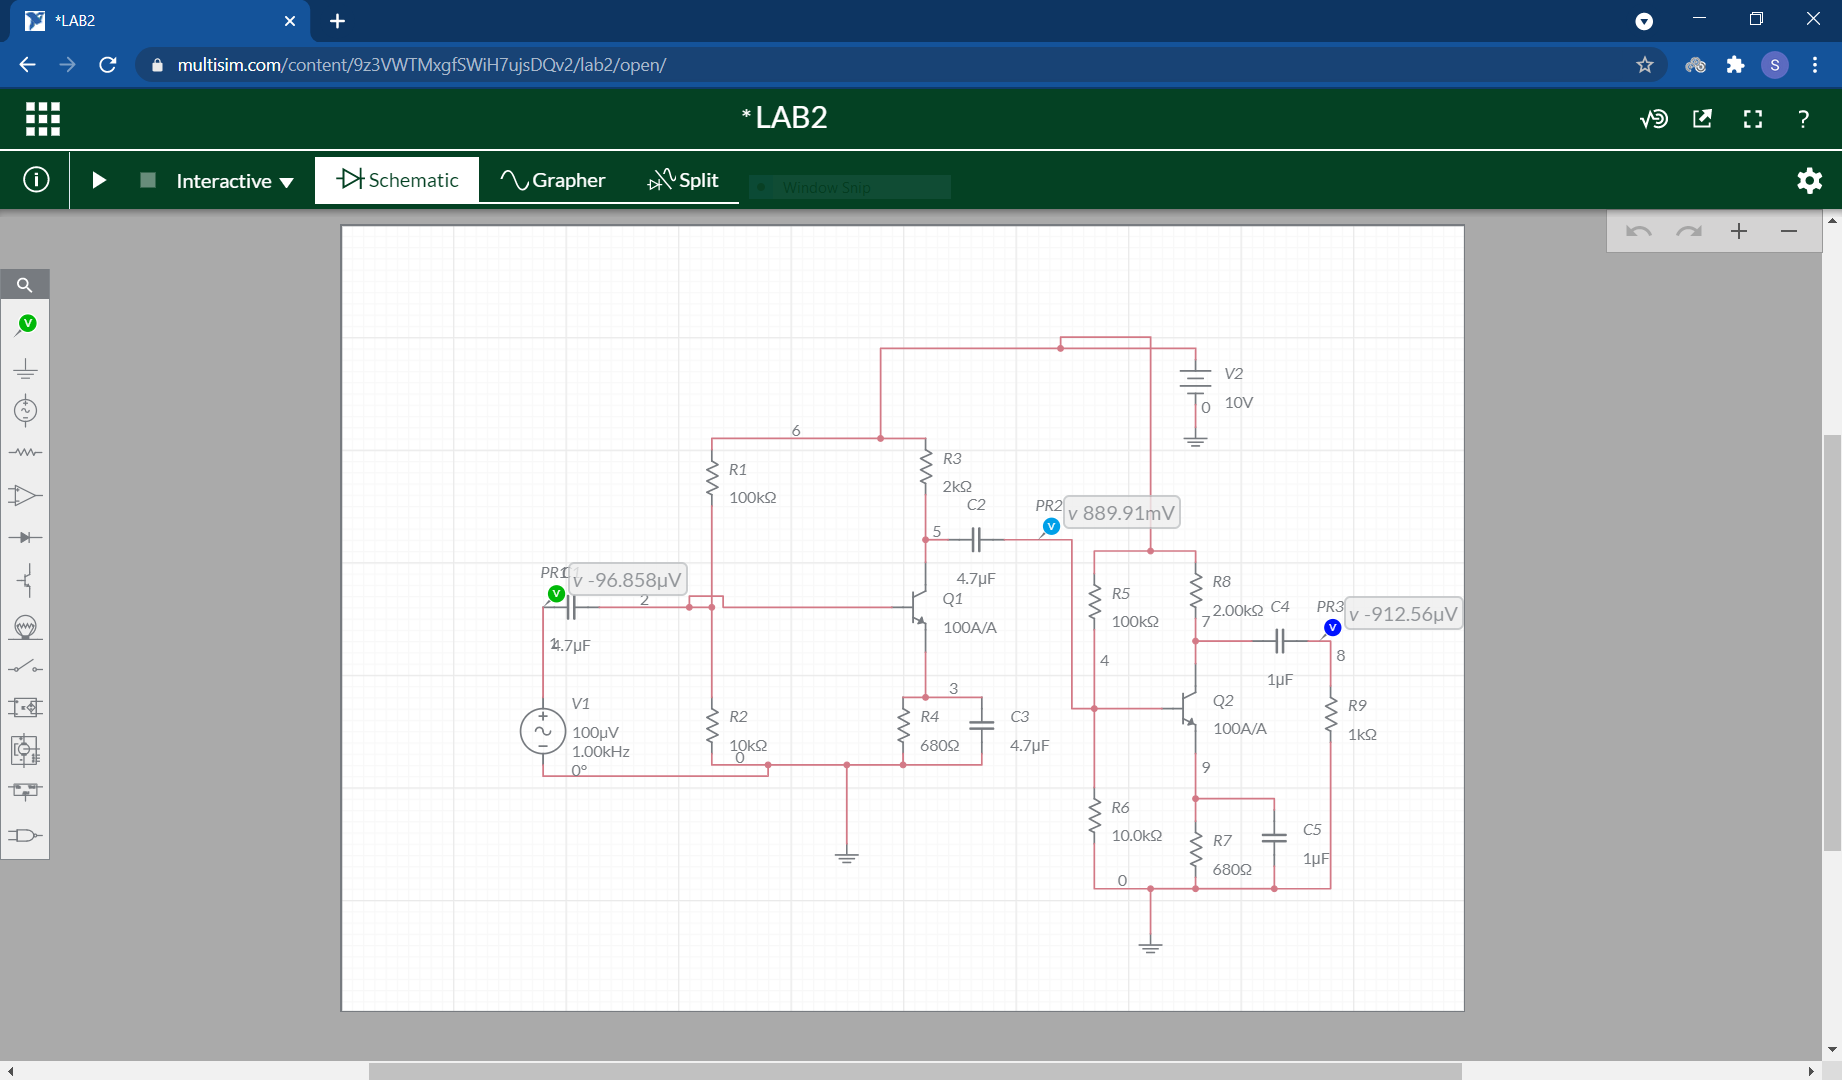 *LAB2
multisim.com/content/9z3VWTMxgfSWiH7ujsDQv2/lab2/open/
S
*LAB2
?
Interactive
Schematic
Grapher
Split
Window Snip
V
V2
10V
0
6
R1
100kΩ
R3
2kΩ
C2
5
4.7µF
PR2
V
v 889.91mV
PR1
V
v -96.858µV
2
1
4.7µF
Q1
100A/A
R5
100kΩ
R8
2.00kΩ
7
C4
1µF
PR3
V
v -912.56µV
8
4
3
V1
100µV
1.00kHz
0°
R2
10kΩ
0
R4
680Ω
C3
4.7µF
Q2
100A/A
R9
1kΩ
9
R6
10.0kΩ
R7
680Ω
C5
1µF
0